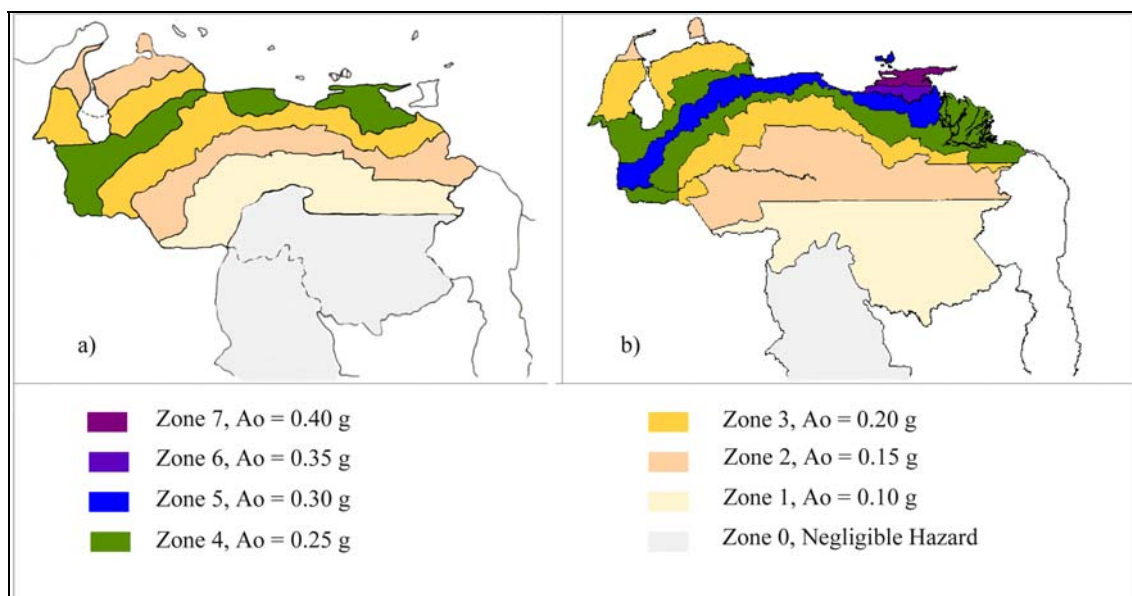 a)
b)
Zone 7, Ao = 0.40 g
Zone 6, Ao = 0.35 g
Zone 5, Ao = 0.30 g
Zone 4, Ao = 0.25 g
Zone 3, Ao = 0.20 g
Zone 2, Ao = 0.15 g
Zone 1, Ao = 0.10 g
Zone 0, Negligible Hazard